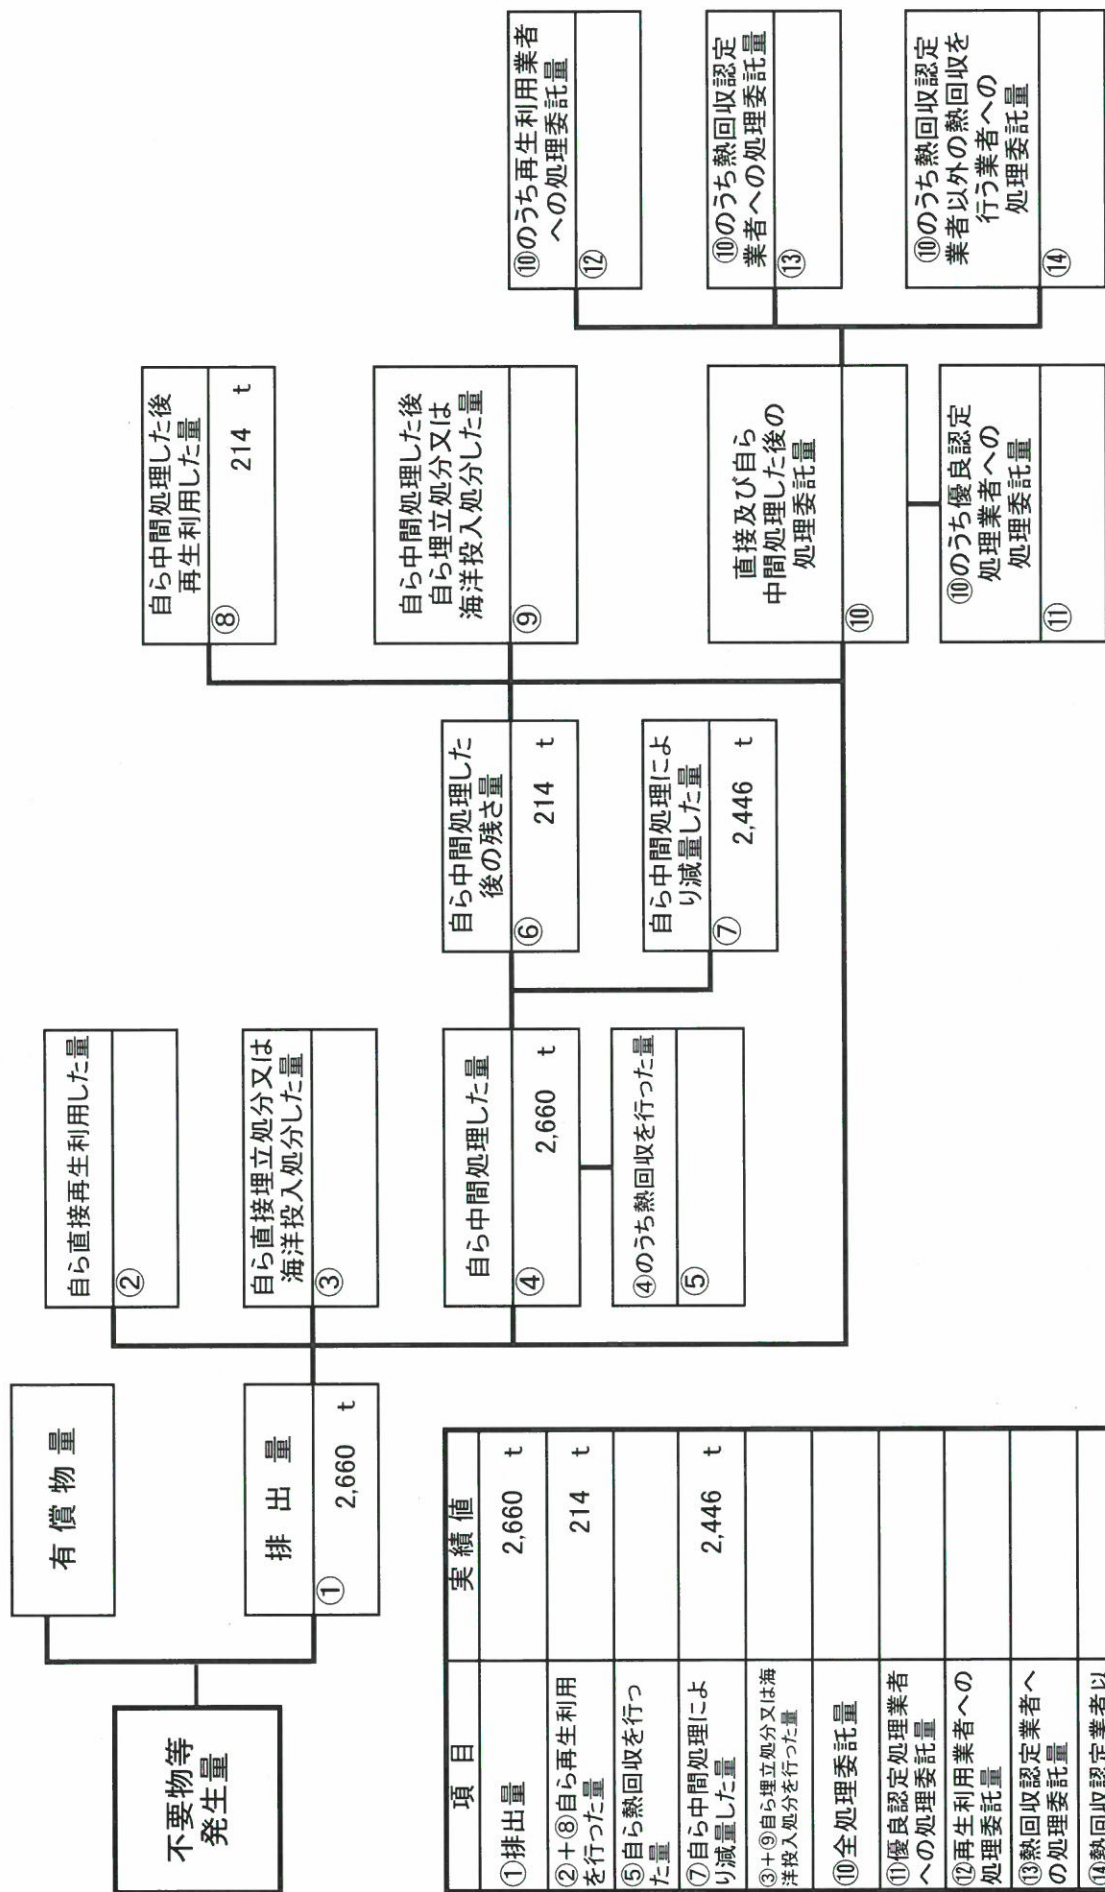 不要物等
発生量
有償物量
排出量
① 2,660 t
自ら直接再生利用した量
②
自ら直接埋立処分又は
海洋投入処分した量
③
自ら中間処理した量
④ 2,660 t
④のうち熱回収を行った量
⑤
自ら中間処理した
後の残さ量
⑥ 214 t
自ら中間処理によ
り減量した量
⑦ 2,446 t
自ら中間処理した後
再生利用した量
⑧ 214 t
自ら中間処理した後
自ら埋立処分又は
海洋投入処分した量
⑨
直接及び自ら
中間処理した後の
処理委託量
⑩
⑩のうち優良認定
処理業者への
処理委託量
⑪
⑩のうち再生利用業者
への処理委託量
⑫
⑩のうち熱回収認定
業者への処理委託量
⑬
⑩のうち熱回収認定
業者以外の熱回収を
行う業者への
処理委託量
⑭
項目 実績値
①排出量 2,660 t
②+⑧自ら再生利用
を行った量 214 t
⑤自ら熱回収を行っ
た量
⑦自ら中間処理によ
り減量した量 2,446 t
③+⑨自ら埋立処分又は海
洋投入処分を行った量
⑩全処理委託量
⑪優良認定処理業者
への処理委託量
⑫再生利用業者への
処理委託量
⑬熱回収認定業者へ
の処理委託量
⑭熱回収認定業者以